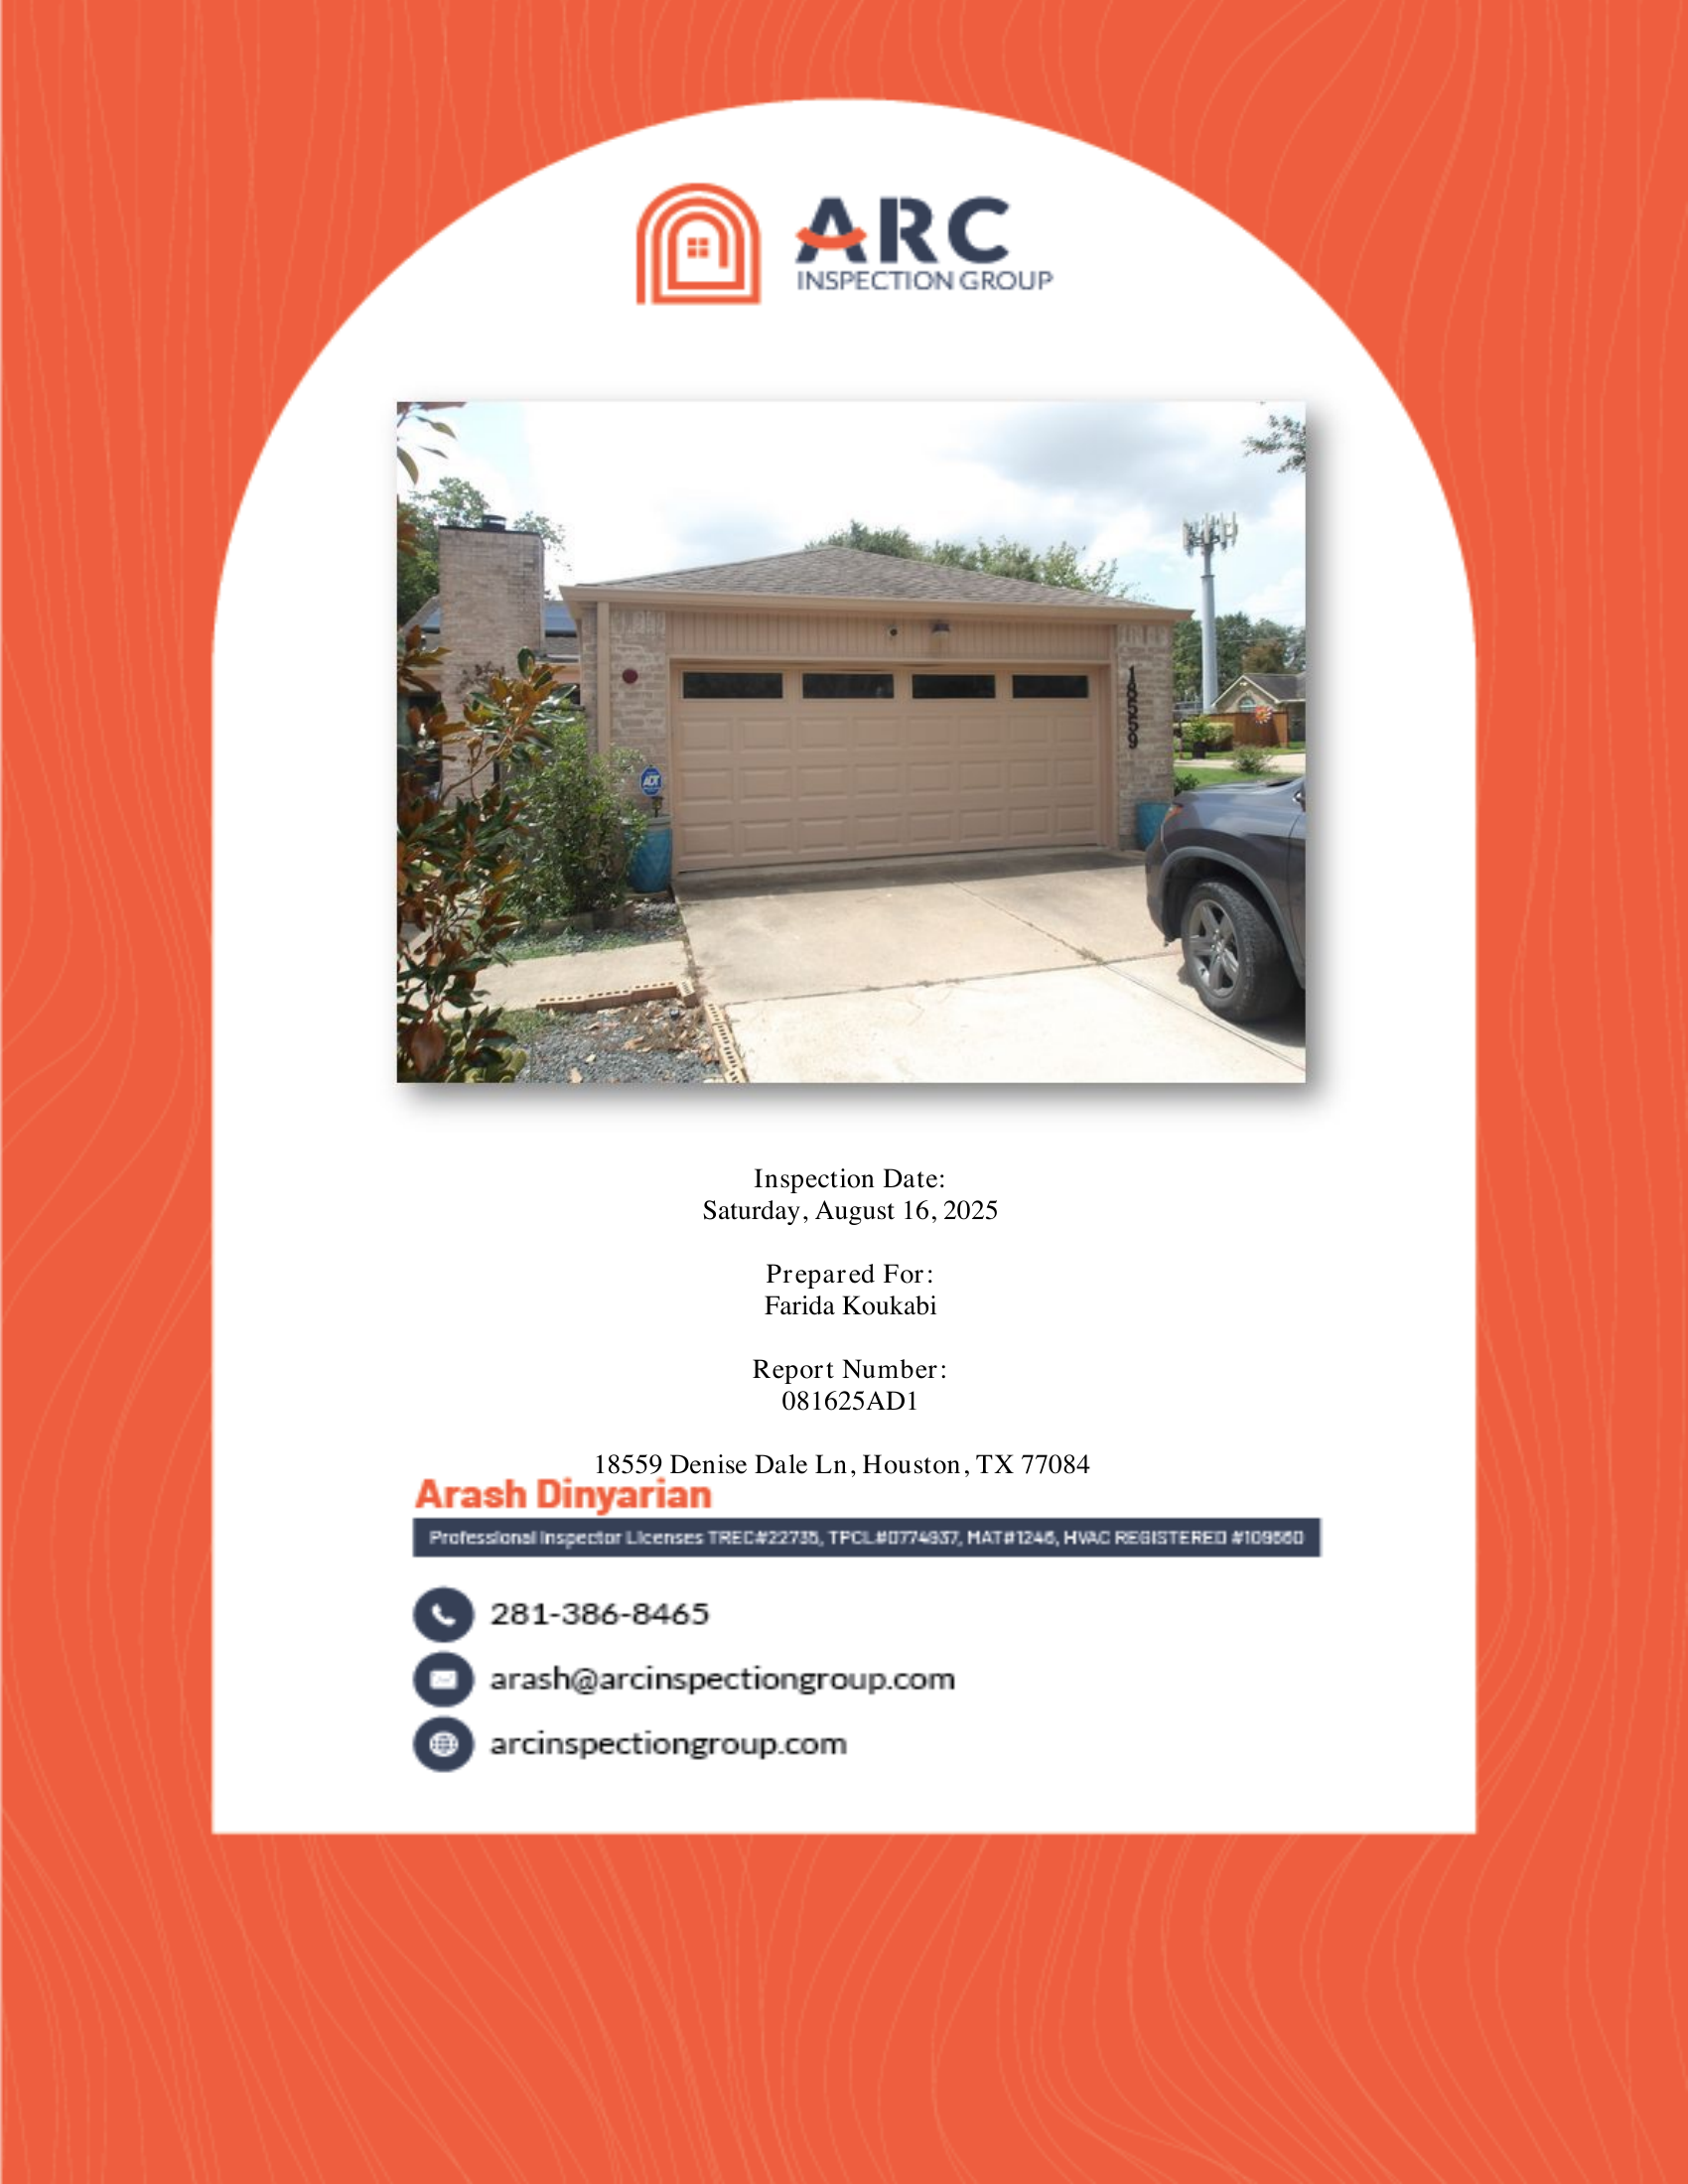 ARC
INSPECTION GROUP
18559
ADT
Inspection Date:
Saturday, August 16, 2025
Prepared For:
Farida Koukabi
Report Number:
081625AD1
18559 Denise Dale Ln, Houston, TX 77084
Arash Dinyarian
Professional Inspector Licenses TREC#22735, TPCL#0774937, MAT#1246, HVAC REGISTERED
281-386-8465
arash@arcinspectiongroup.com
arcinspectiongroup.com